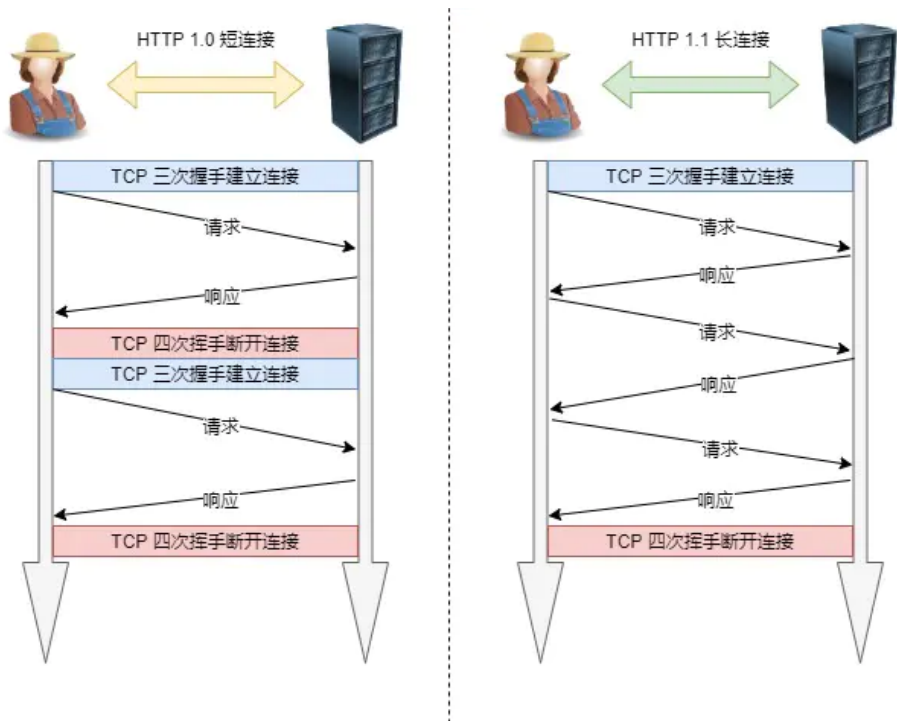 HTTP 1.0 短连接
TCP 三次握手建立连接
请求
响应
TCP 四次挥手断开连接
TCP 三次握手建立连接
请求
响应
TCP 四次挥手断开连接
HTTP 1.1 长连接
TCP 三次握手建立连接
请求
响应
请求
响应
请求
响应
TCP 四次挥手断开连接